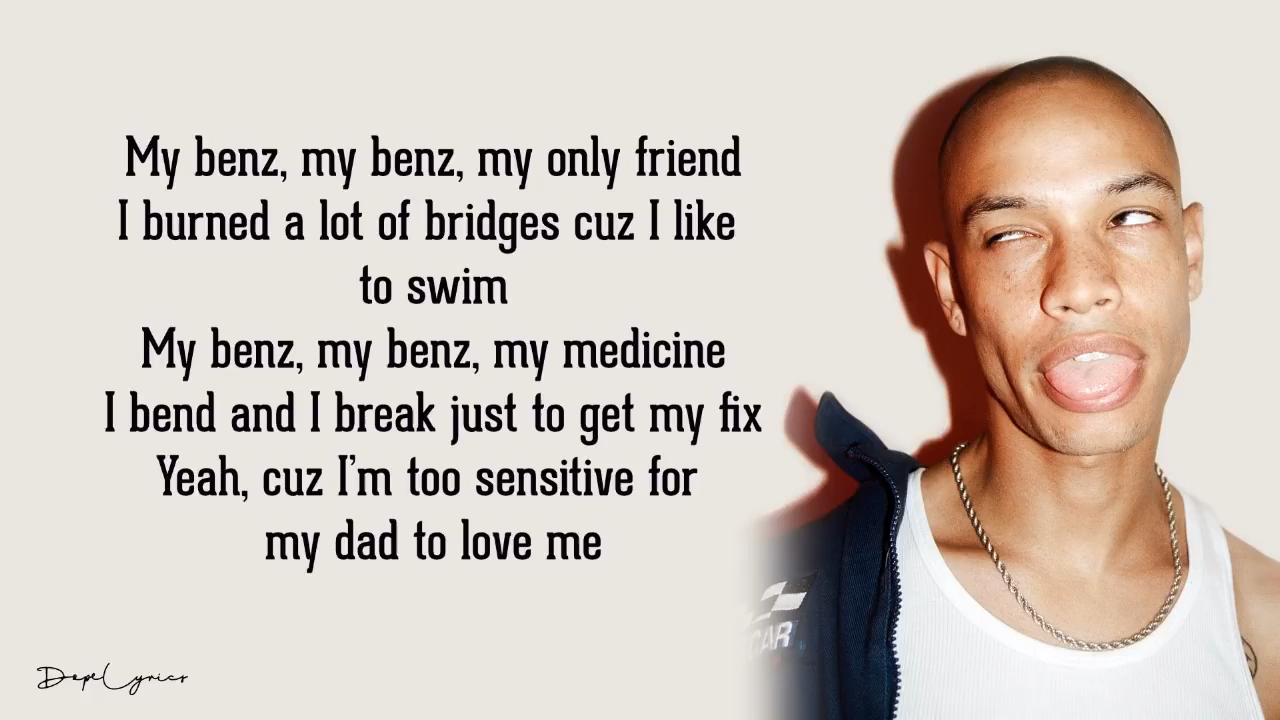 My benz, my benz, my only friend
I burned a lot of bridges cuz I like
to swim
My benz, my benz, my medicine
I bend and I break just to get my fix
Yeah, cuz I'm too sensitive for
my dad to love me
CAR
DopeLyrics